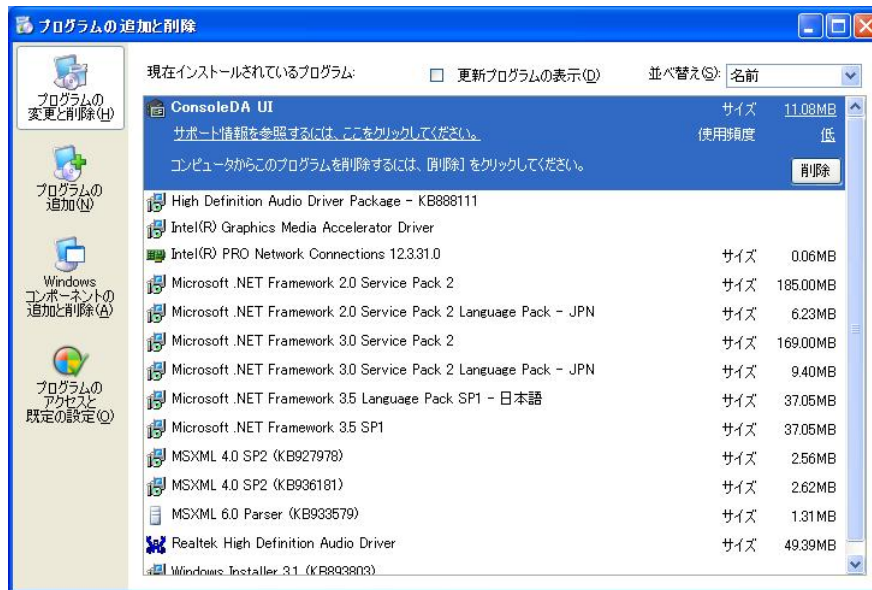 プログラムの追加と削除
現在インストールされているプログラム:
更新プログラムの表示(D)
並べ替え(S):
名前
プログラムの
変更と削除(H)
プログラムの
追加(N)
Windows
コンポーネントの
追加と削除(A)
プログラムの
アクセスと
既定の設定(O)
ConsoleDA UI サイズ 11.08MB
サポート情報を参照するには、ここをクリックしてください。 使用頻度 低
コンピュータからこのプログラムを削除するには、[削除] をクリックしてください。 削除
High Definition Audio Driver Package - KB888111
Intel(R) Graphics Media Accelerator Driver
Intel(R) PRO Network Connections 12.3.31.0 サイズ 0.06MB
Microsoft .NET Framework 2.0 Service Pack 2 サイズ 185.00MB
Microsoft .NET Framework 2.0 Service Pack 2 Language Pack - JPN サイズ 6.23MB
Microsoft .NET Framework 3.0 Service Pack 2 サイズ 169.00MB
Microsoft .NET Framework 3.0 Service Pack 2 Language Pack - JPN サイズ 9.40MB
Microsoft .NET Framework 3.5 Language Pack SP1 - 日本語 サイズ 37.05MB
Microsoft .NET Framework 3.5 SP1 サイズ 37.05MB
MSXML 4.0 SP2 (KB927978) サイズ 2.56MB
MSXML 4.0 SP2 (KB936181) サイズ 2.62MB
MSXML 6.0 Parser (KB933579) サイズ 1.31MB
Realtek High Definition Audio Driver サイズ 49.39MB
Windows Installer 3.1 (KB893803)